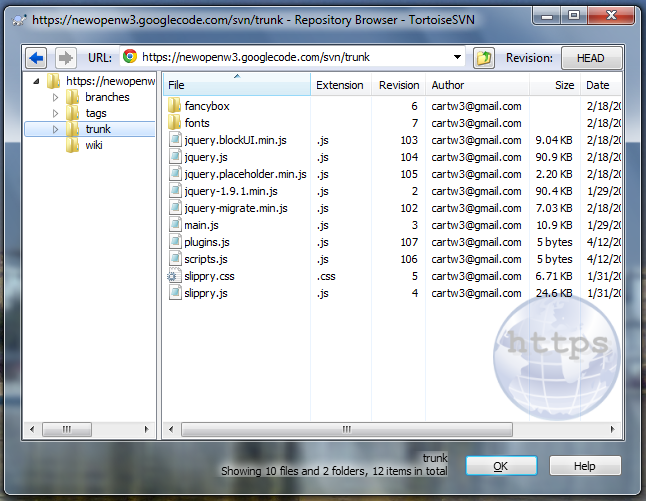 https://newopenw3.googlecode.com/svn/trunk - Repository Browser - TortoiseSVN
URL: https://newopenw3.googlecode.com/svn/trunk Revision: HEAD
https://newopenw
branches
tags
trunk
wiki
File Extension Revision Author Size Date
fancybox 6 cartw3@gmail.com 2/18/20
fonts 7 cartw3@gmail.com 2/18/20
jquery.blockUI.min.js .js 103 cartw3@gmail.com 9.04 KB 2/18/20
jquery.js .js 104 cartw3@gmail.com 90.9 KB 2/18/20
jquery.placeholder.min.js .js 105 cartw3@gmail.com 2.20 KB 2/18/20
jquery-1.9.1.min.js .js 2 cartw3@gmail.com 90.4 KB 1/29/20
jquery-migrate.min.js .js 102 cartw3@gmail.com 7.03 KB 2/18/20
main.js .js 3 cartw3@gmail.com 10.9 KB 1/29/20
plugins.js .js 107 cartw3@gmail.com 5 bytes 4/12/20
scripts.js .js 106 cartw3@gmail.com 5 bytes 4/12/20
slippry.css .css 5 cartw3@gmail.com 6.71 KB 1/31/20
slippry.js .js 4 cartw3@gmail.com 24.6 KB 1/31/20
https
trunk
Showing 10 files and 2 folders, 12 items in total
OK Help